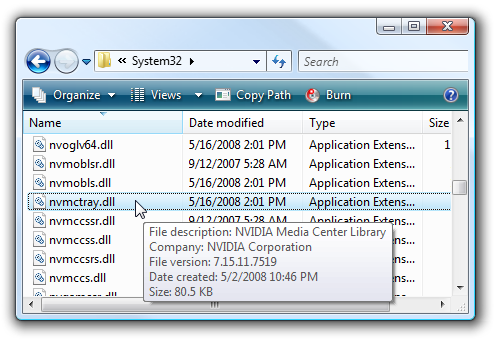 « System32
Search
Organize Views Copy Path Burn
Name Date modified Type Size
nvoglv64.dll 5/16/2008 2:01 PM Application Extens... 1
nvmoblsr.dll 9/12/2007 5:28 AM Application Extens...
nvmobls.dll 5/16/2008 2:01 PM Application Extens...
nvmctray.dll 5/16/2008 2:01 PM Application Extens...
nvmccssr.dll 9/12/2007 5:28 AM Application Extens...
nvmccss.dll
nvmccsrs.dll
nvmccs.dll
File description: NVIDIA Media Center Library
Company: NVIDIA Corporation
File version: 7.15.11.7519
Date created: 5/2/2008 10:46 PM
Size: 80.5 KB